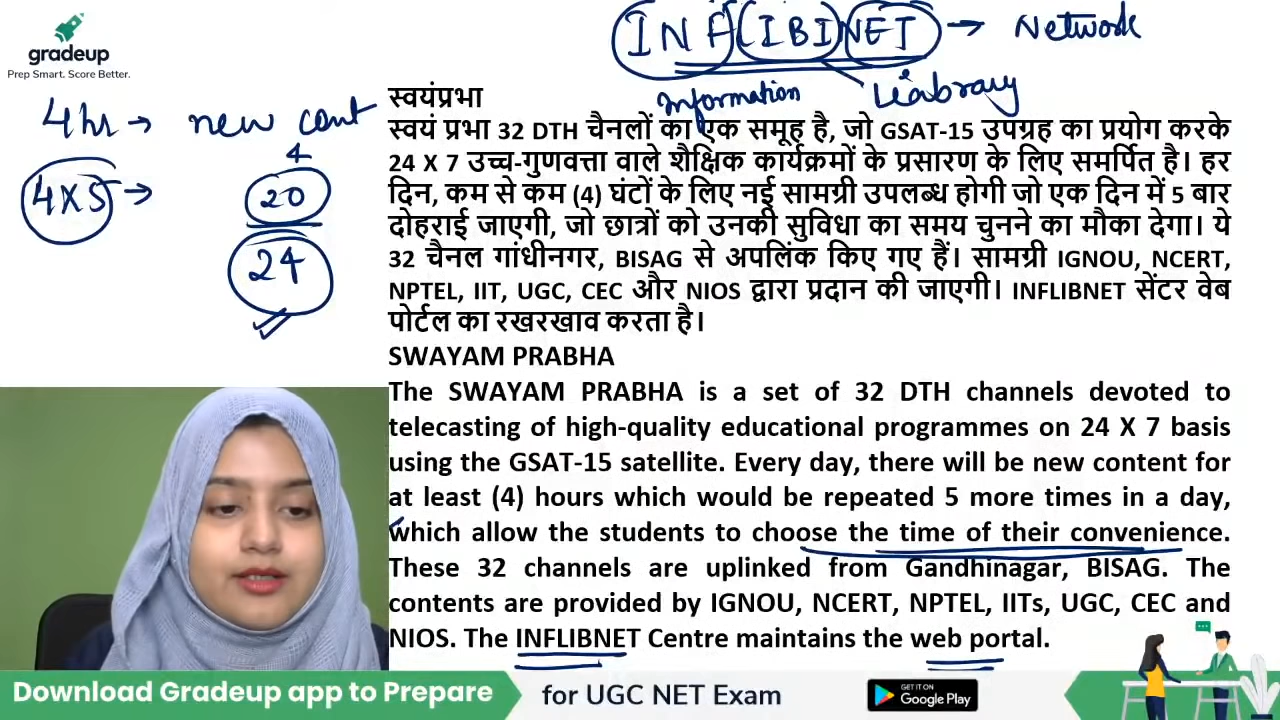 gradeup
Prep Smart. Score Better.
INF LIBI NET → Network
Information
Leabrary
4hr → new cont
4
4X5 →
20
24
स्वयंप्रभा
स्वयं प्रभा 32 DTH चैनलों का एक समूह है, जो GSAT-15 उपग्रह का प्रयोग करके
24 X 7 उच्च-गुणवत्ता वाले शैक्षिक कार्यक्रमों के प्रसारण के लिए समर्पित है। हर
दिन, कम से कम (4) घंटों के लिए नई सामग्री उपलब्ध होगी जो एक दिन में 5 बार
दोहराई जाएगी, जो छात्रों को उनकी सुविधा का समय चुनने का मौका देगा। ये
32 चैनल गांधीनगर, BISAG से अपलिंक किए गए हैं। सामग्री IGNOU, NCERT,
NPTEL, IIT, UGC, CEC और NIOS द्वारा प्रदान की जाएगी। INFLIBNET सेंटर वेब
पोर्टल का रखरखाव करता है।
SWAYAM PRABHA
The SWAYAM PRABHA is a set of 32 DTH channels devoted to
telecasting of high-quality educational programmes on 24 X 7 basis
using the GSAT-15 satellite. Every day, there will be new content for
at least (4) hours which would be repeated 5 more times in a day,
which allow the students to choose the time of their convenience.
These 32 channels are uplinked from Gandhinagar, BISAG. The
contents are provided by IGNOU, NCERT, NPTEL, IITs, UGC, CEC and
NIOS. The INFLIBNET Centre maintains the web portal.
Download Gradeup app to Prepare for UGC NET Exam
GET IT ON
Google Play